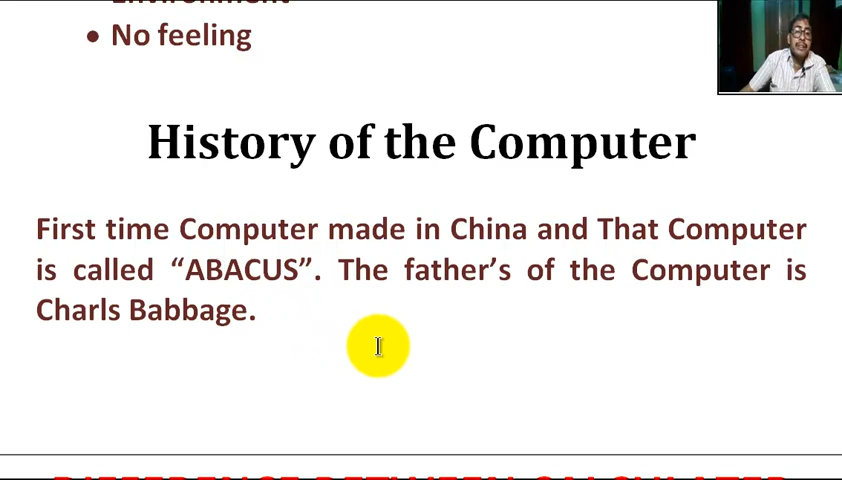 Environment
• No feeling
History of the Computer
First time Computer made in China and That Computer
is called “ABACUS”. The father’s of the Computer is
Charls Babbage.
DIFFERENCE BETWEEN CALCULATER